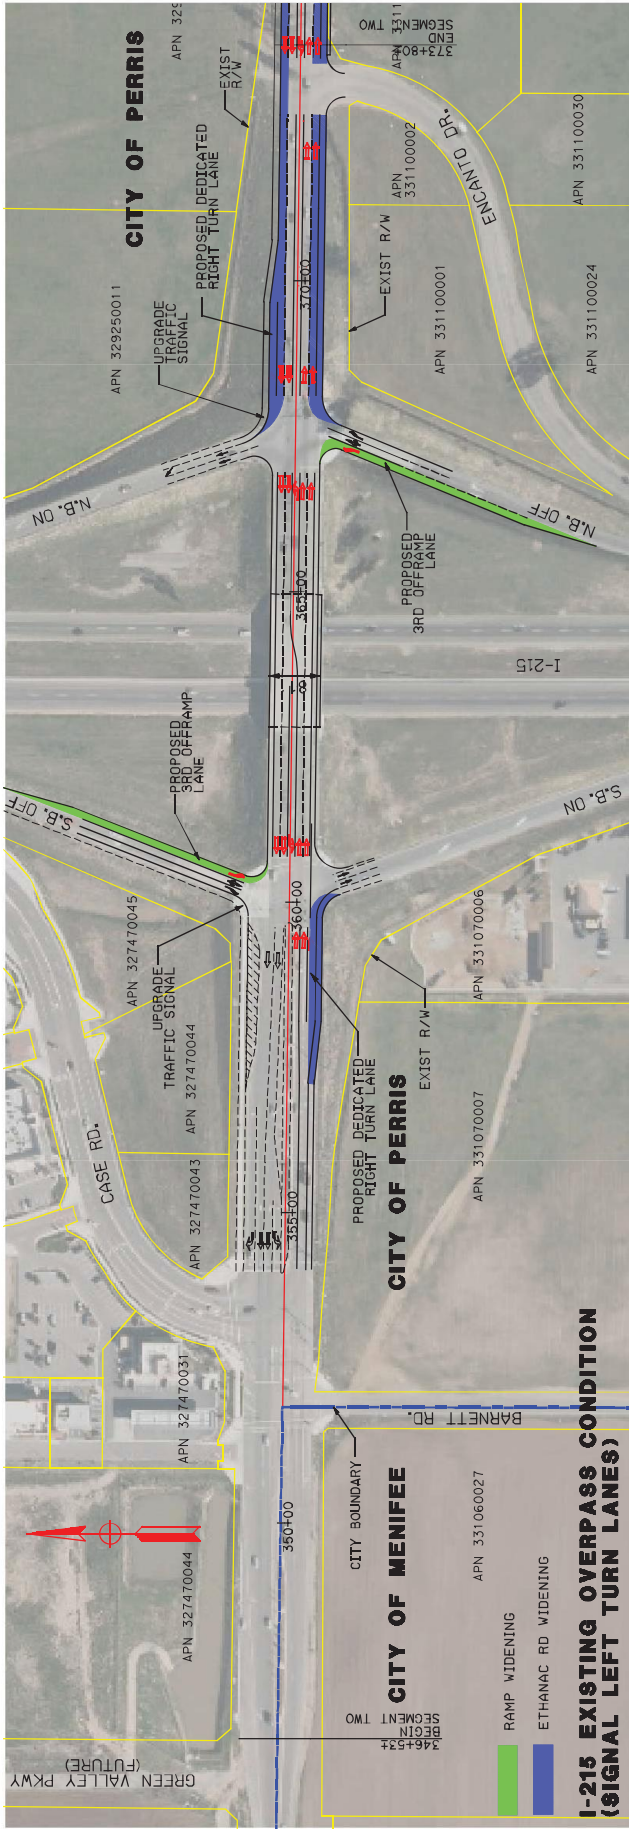 GREEN VALLEY PKWY
(FUTURE)
346+53±
BEGIN
SEGMENT TWO
APN 327470044
APN 327470031
350+00
CITY BOUNDARY
CITY OF MENIFEE
APN 331060027
BARNETT RD.
RAMP WIDENING
ETHANAC RD WIDENING
I-215 EXISTING OVERPASS CONDITION
(SIGNAL LEFT TURN LANES)
CASE RD.
APN 327470043
APN 327470044
APN 327470045
UPGRADE
TRAFFIC SIGNAL
355+00
PROPOSED DEDICATED
RIGHT TURN LANE
CITY OF PERRIS
EXIST R/W
APN 331070007
APN 331070006
360+00
S.B. OFF
PROPOSED
3RD OFFRAMP
LANE
S.B. ON
81'
I-215
365+00
N.B. ON
PROPOSED
3RD OFFRAMP
LANE
N.B. OFF
APN 329250011
UPGRADE
TRAFFIC
SIGNAL
PROPOSED DEDICATED
RIGHT TURN LANE
CITY OF PERRIS
EXIST
R/W
370+00
EXIST R/W
APN 331100001
APN
331100002
ENCANTO DR.
APN 331100024
APN 331100030
APN 329
APN 3311
373+80
END
SEGMENT TWO